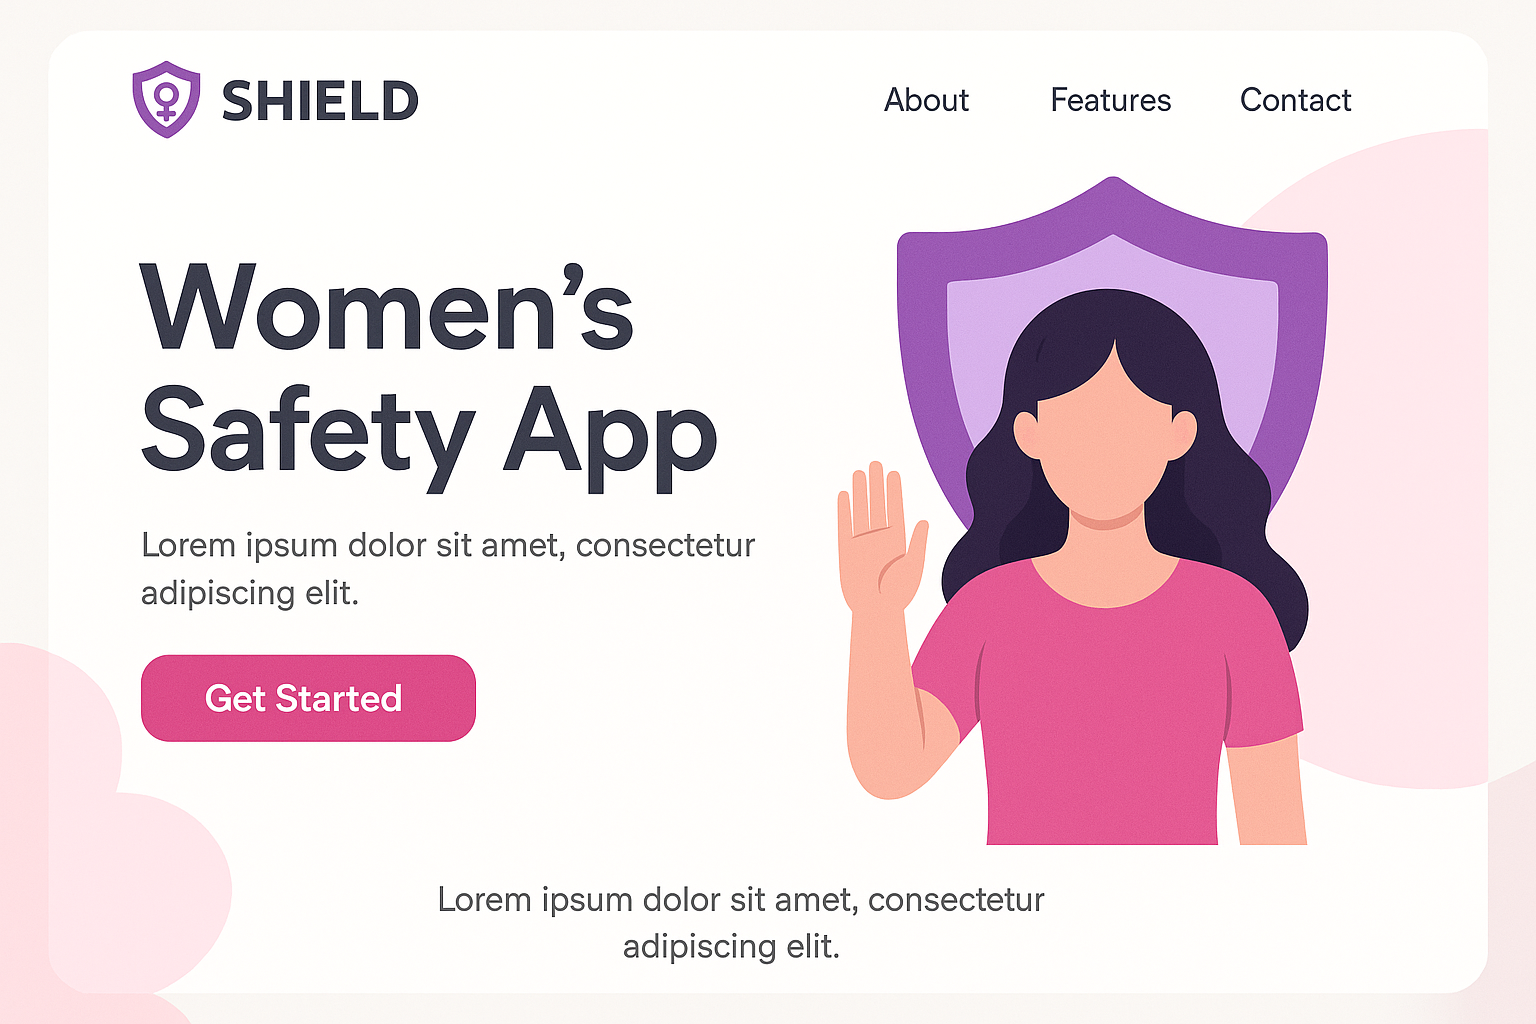 SHIELD
About Features Contact
Women’s
Safety App
Lorem ipsum dolor sit amet, consectetur
adipiscing elit.
Get Started
Lorem ipsum dolor sit amet, consectetur
adipiscing elit.